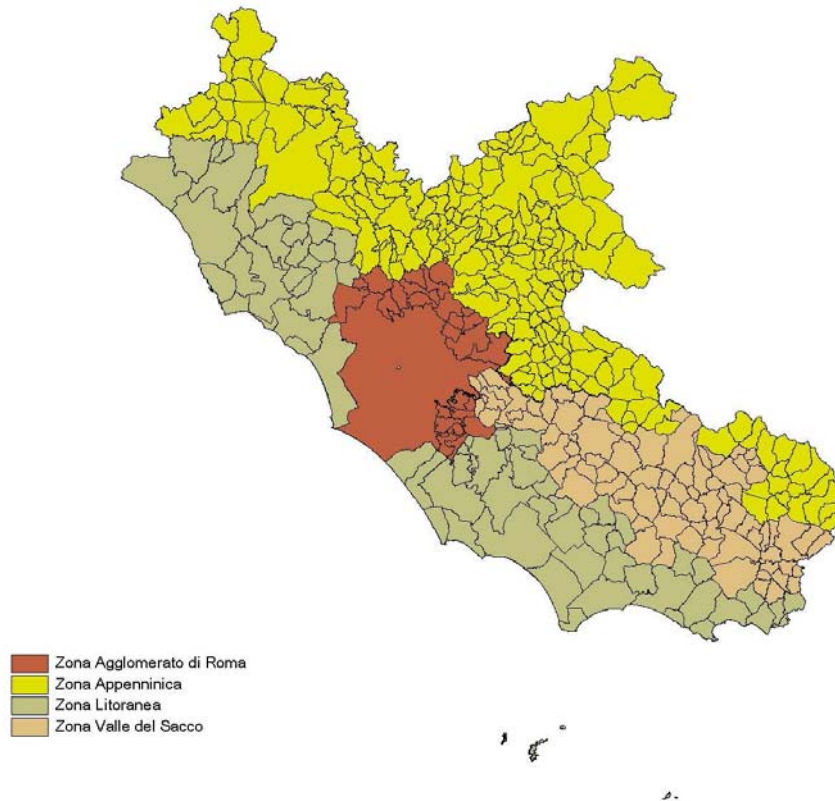 Zona Agglomerato di Roma
Zona Appenninica
Zona Litoranea
Zona Valle del Sacco